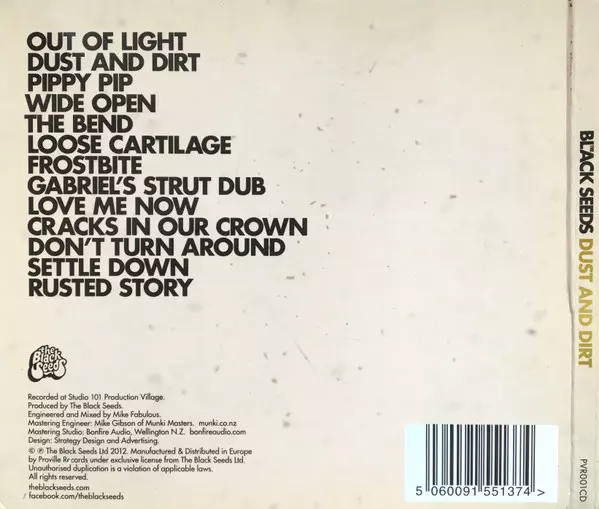 OUT OF LIGHT
DUST AND DIRT
PIPPY PIP
WIDE OPEN
THE BEND
LOOSE CARTILAGE
FROSTBITE
GABRIEL'S STRUT DUB
LOVE ME NOW
CRACKS IN OUR CROWN
DON'T TURN AROUND
SETTLE DOWN
RUSTED STORY
The Black Seeds
Recorded at Studio 101 Production Village.
Produced by The Black Seeds.
Engineered and Mixed by Mike Fabulous.
Mastering Engineer: Mike Gibson of Munki Masters. munki.co.nz
Mastering Studio: Bonfire Audio, Wellington N.Z. bonfireaudio.com
Design: Strategy Design and Advertising.
© ℗ The Black Seeds Ltd 2012. Manufactured & Distributed in Europe
by Proville Records under exclusive license from The Black Seeds Ltd.
Unauthorised duplication is a violation of applicable laws.
All rights reserved.
theblackseeds.com
facebook.com/theblackseeds
5 060091 551374 >
THE BLACK SEEDS DUST AND DIRT
PVR001CD